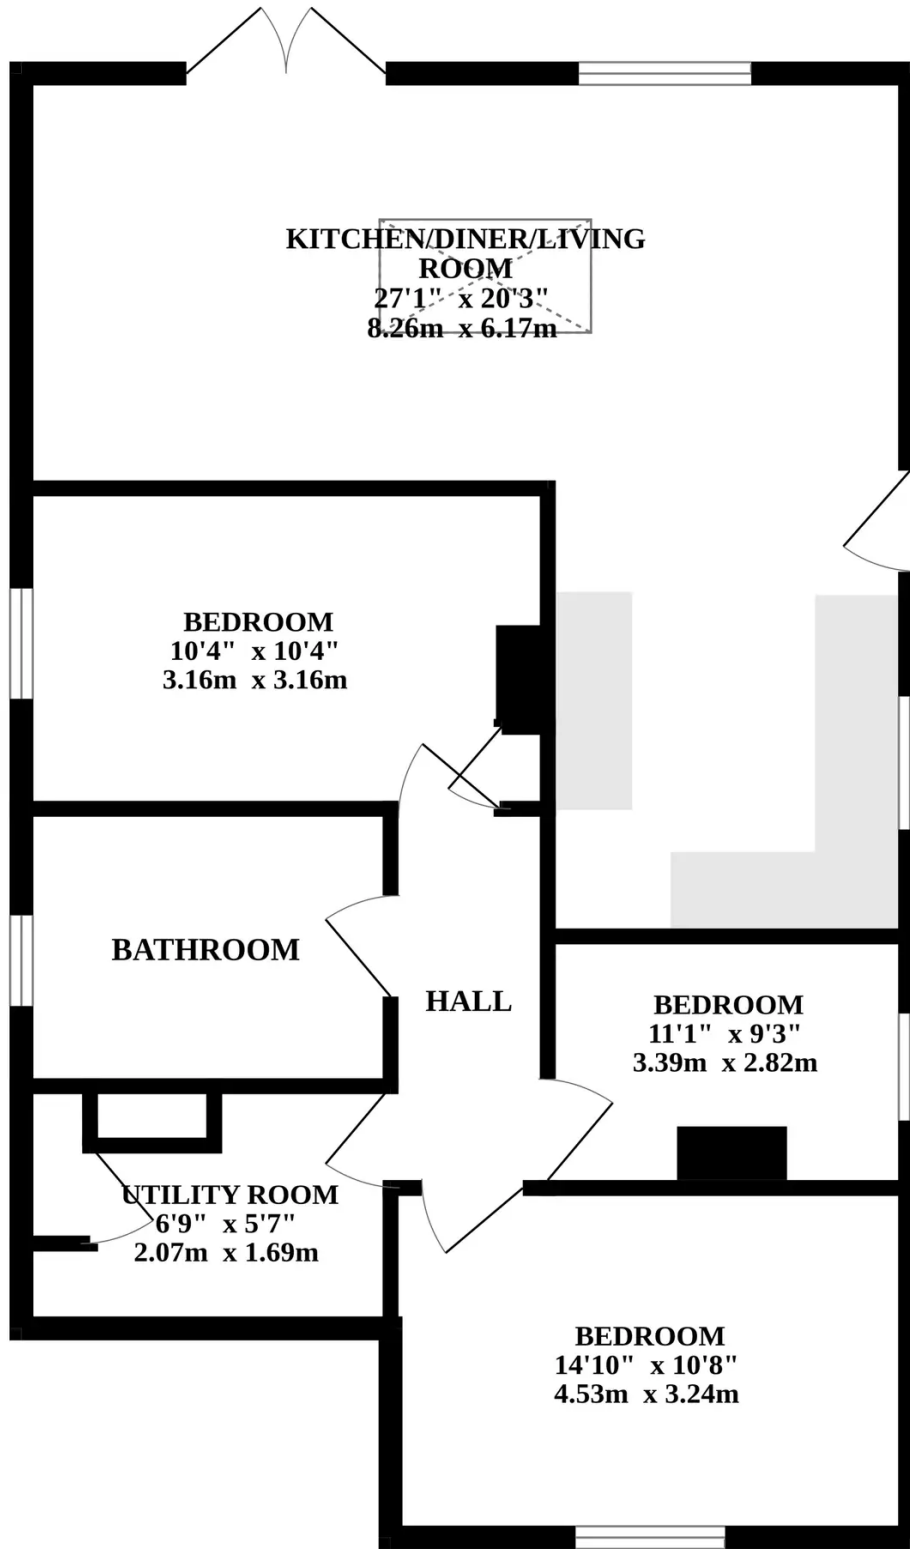 KITCHEN/DINER/LIVING
ROOM
27'1" x 20'3"
8.26m x 6.17m
BEDROOM
10'4" x 10'4"
3.16m x 3.16m
BATHROOM
HALL
BEDROOM
11'1" x 9'3"
3.39m x 2.82m
UTILITY ROOM
6'9" x 5'7"
2.07m x 1.69m
BEDROOM
14'10" x 10'8"
4.53m x 3.24m